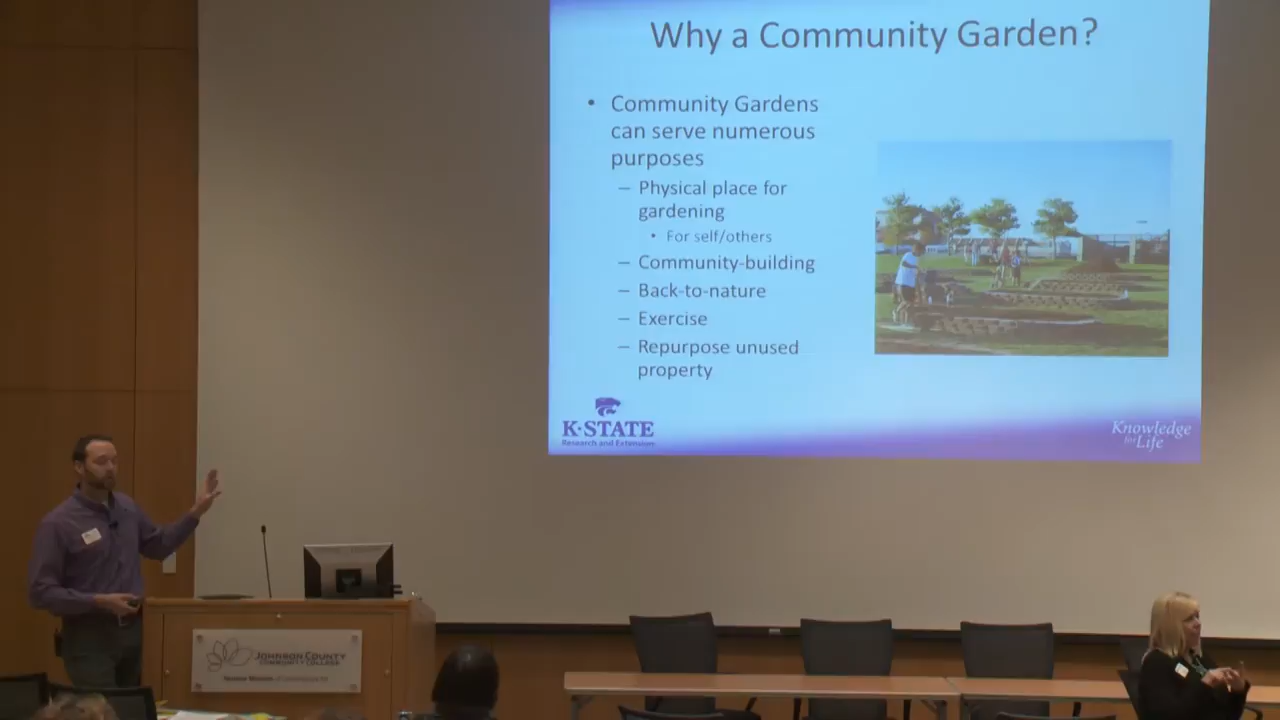 Why a Community Garden?
• Community Gardens
can serve numerous
purposes
– Physical place for
gardening
• For self/others
– Community-building
– Back-to-nature
– Exercise
– Repurpose unused
property
K-STATE
Research and Extension
Knowledge
for Life
JOHNSON COUNTY
COMMUNITY COLLEGE